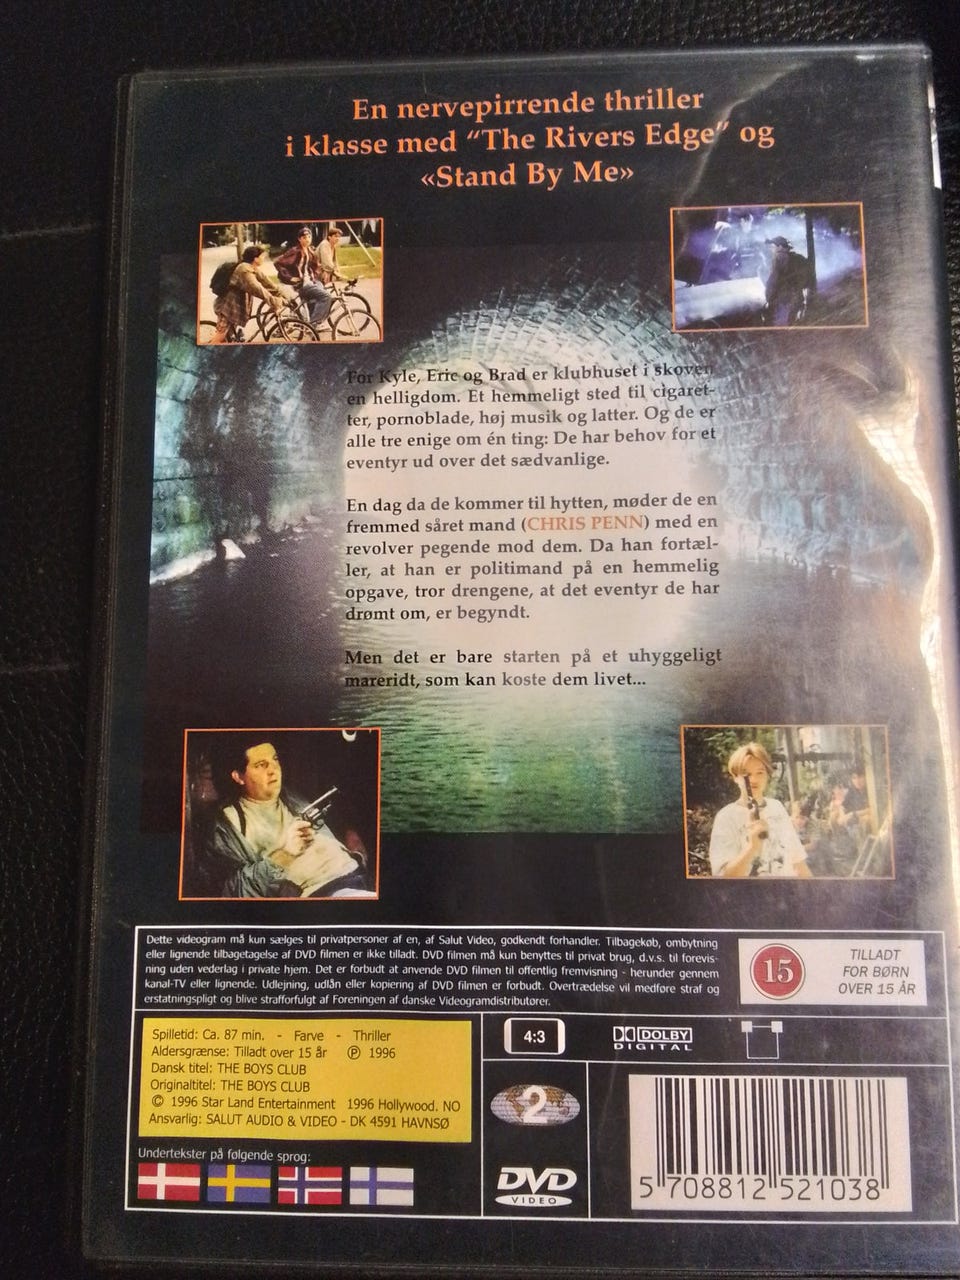 En nervepirrende thriller
i klasse med “The Rivers Edge” og
«Stand By Me»
For Kyle, Eric og Brad er klubhuset i skoven
en helligdom. Et hemmeligt sted til cigaret-
ter, pornoblade, høj musik og latter. Og de er
alle tre enige om én ting: De har behov for et
eventyr ud over det sædvanlige.
En dag da de kommer til hytten, møder de en
fremmed såret mand (CHRIS PENN) med en
revolver pegende mod dem. Da han fortæl-
ler, at han er politimand på en hemmelig
opgave, tror drengene, at det eventyr de har
drømt om, er begyndt.
Men det er bare starten på et uhyggeligt
mareridt, som kan koste dem livet...
Dette videogram må kun sælges til privatpersoner af en, af Salut Video, godkendt forhandler. Tilbagekøb, ombytning
eller lignende tilbagetagelse af DVD filmen er ikke tilladt. DVD filmen må kun benyttes til privat brug, d.v.s. til forevis-
ning uden vederlag i private hjem. Det er forbudt at anvende DVD filmen til offentlig fremvisning - herunder gennem
kanal-TV eller lignende. Udlejning, udlån eller kopiering af DVD filmen er forbudt. Overtrædelse vil medføre straf og
erstatningspligt og blive strafforfulgt af Foreningen af danske Videogramdistributører.
15
TILLADT
FOR BØRN
OVER 15 ÅR
Spilletid: Ca. 87 min. - Farve - Thriller
Aldersgrænse: Tilladt over 15 år ℗ 1996
Dansk titel: THE BOYS CLUB
Originaltitel: THE BOYS CLUB
© 1996 Star Land Entertainment 1996 Hollywood. NO
Ansvarlig: SALUT AUDIO & VIDEO - DK 4591 HAVNSØ
Undertekster på følgende sprog:
4:3
DOLBY
DIGITAL
2
DVD
VIDEO
5 708812 521038